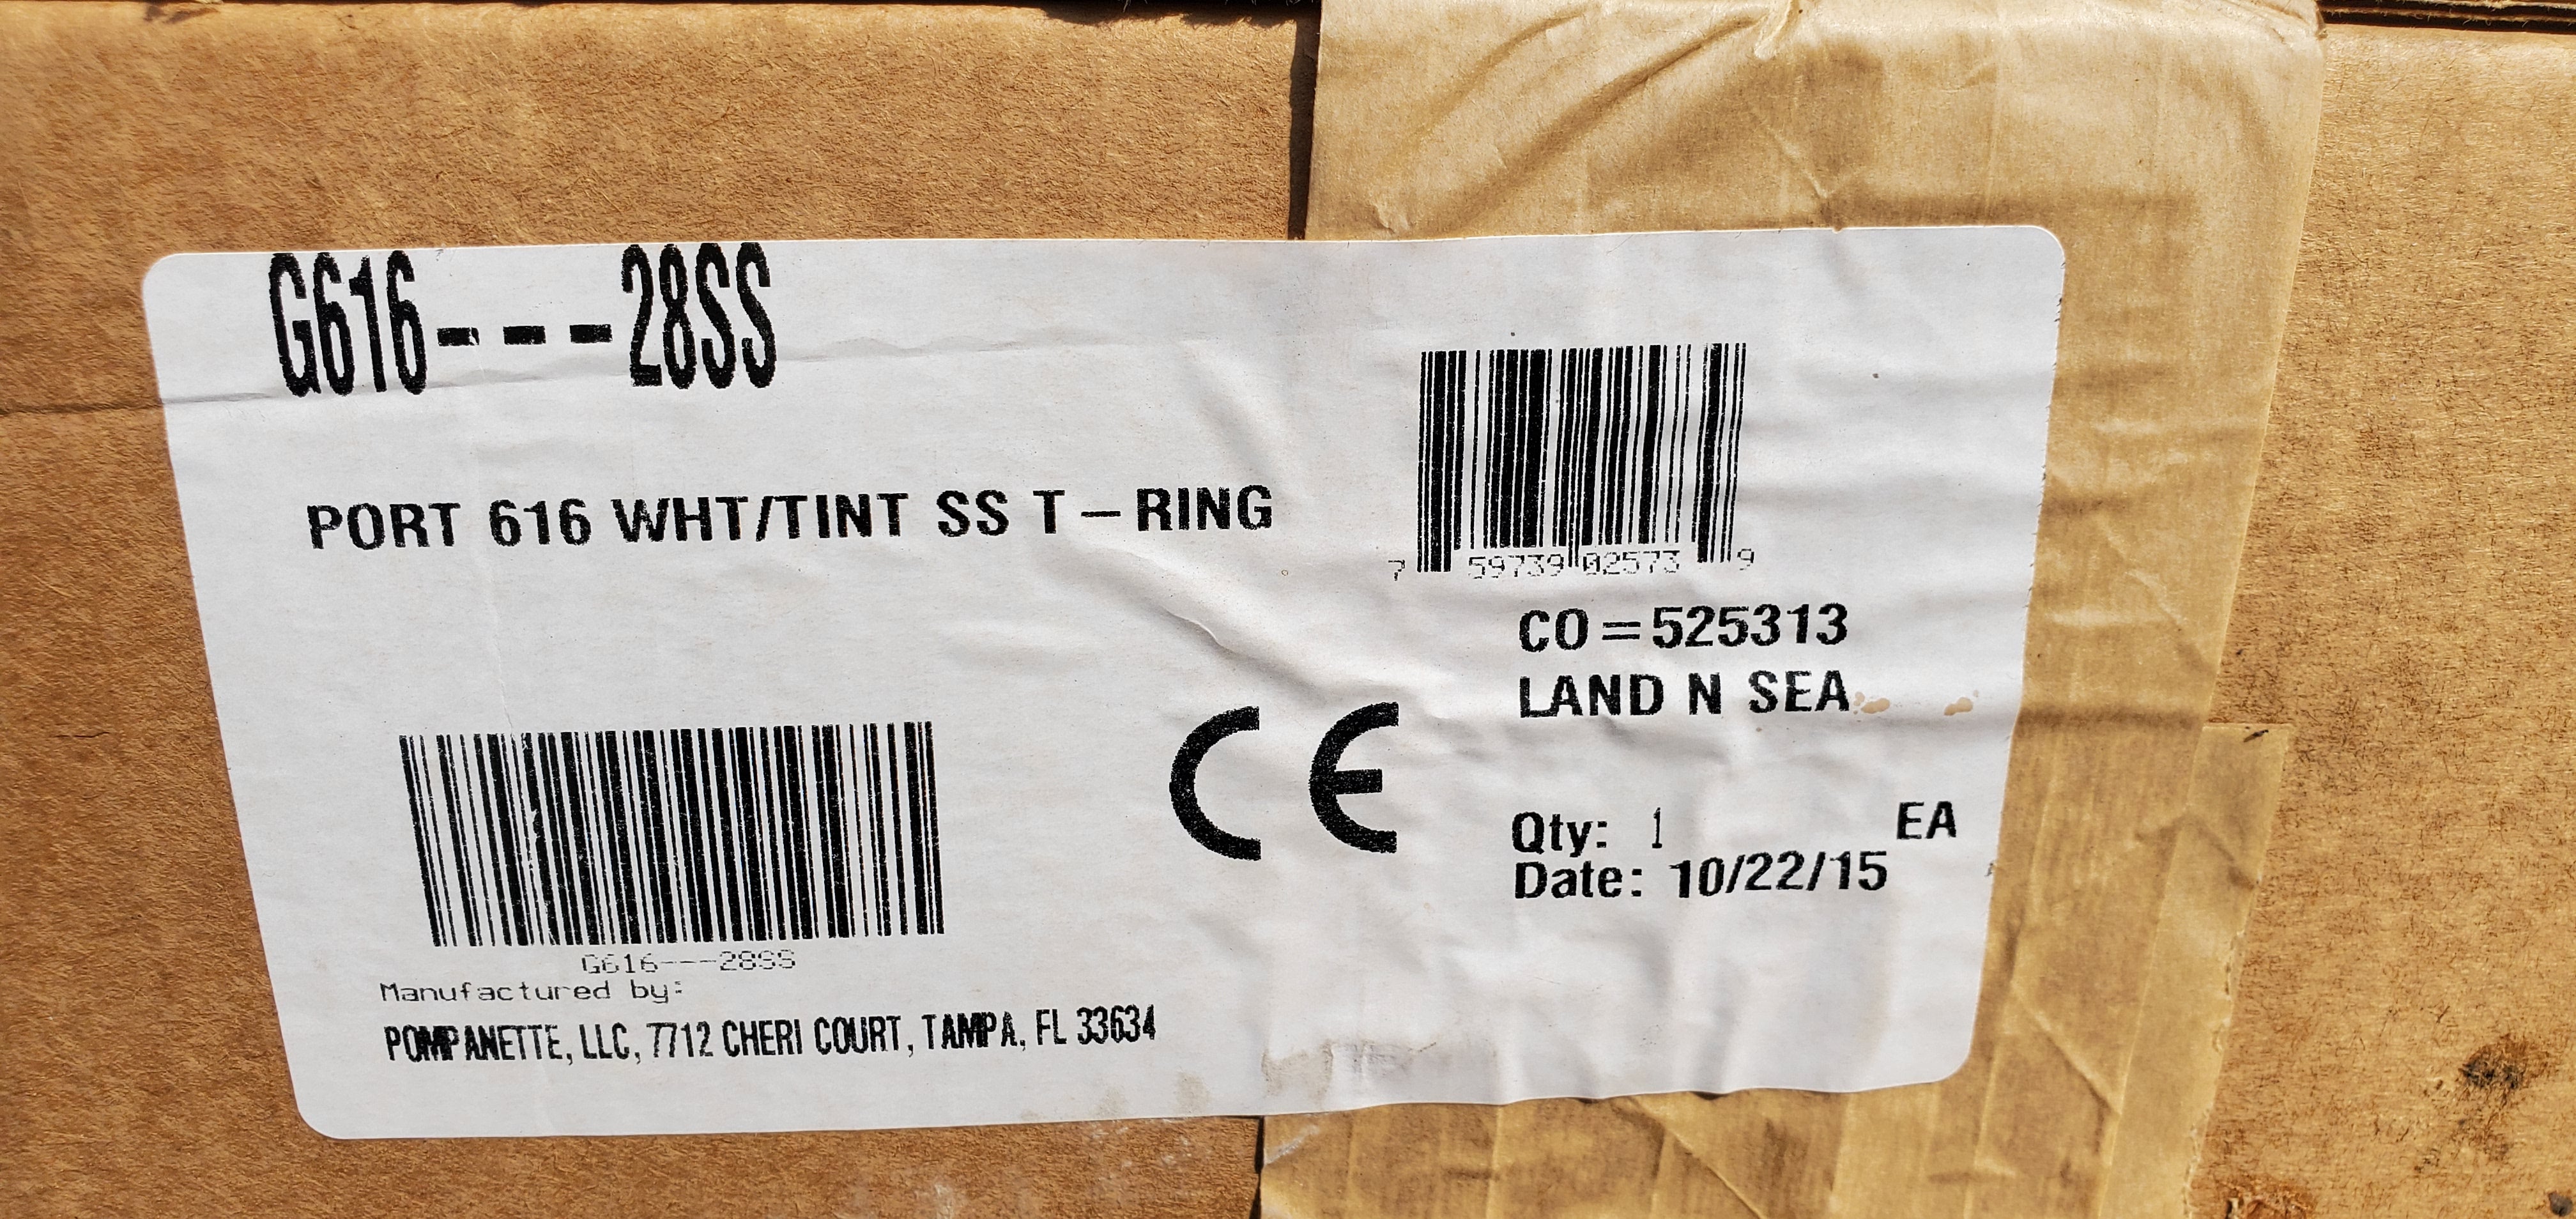 G616---28SS
PORT 616 WHT/TINT SS T-RING
7 59739 02573 9
CO=525313
LAND N SEA
CE
Qty: 1 EA
Date: 10/22/15
G616---28SS
Manufactured by:
POMPANETTE, LLC, 7712 CHERI COURT, TAMPA, FL 33634